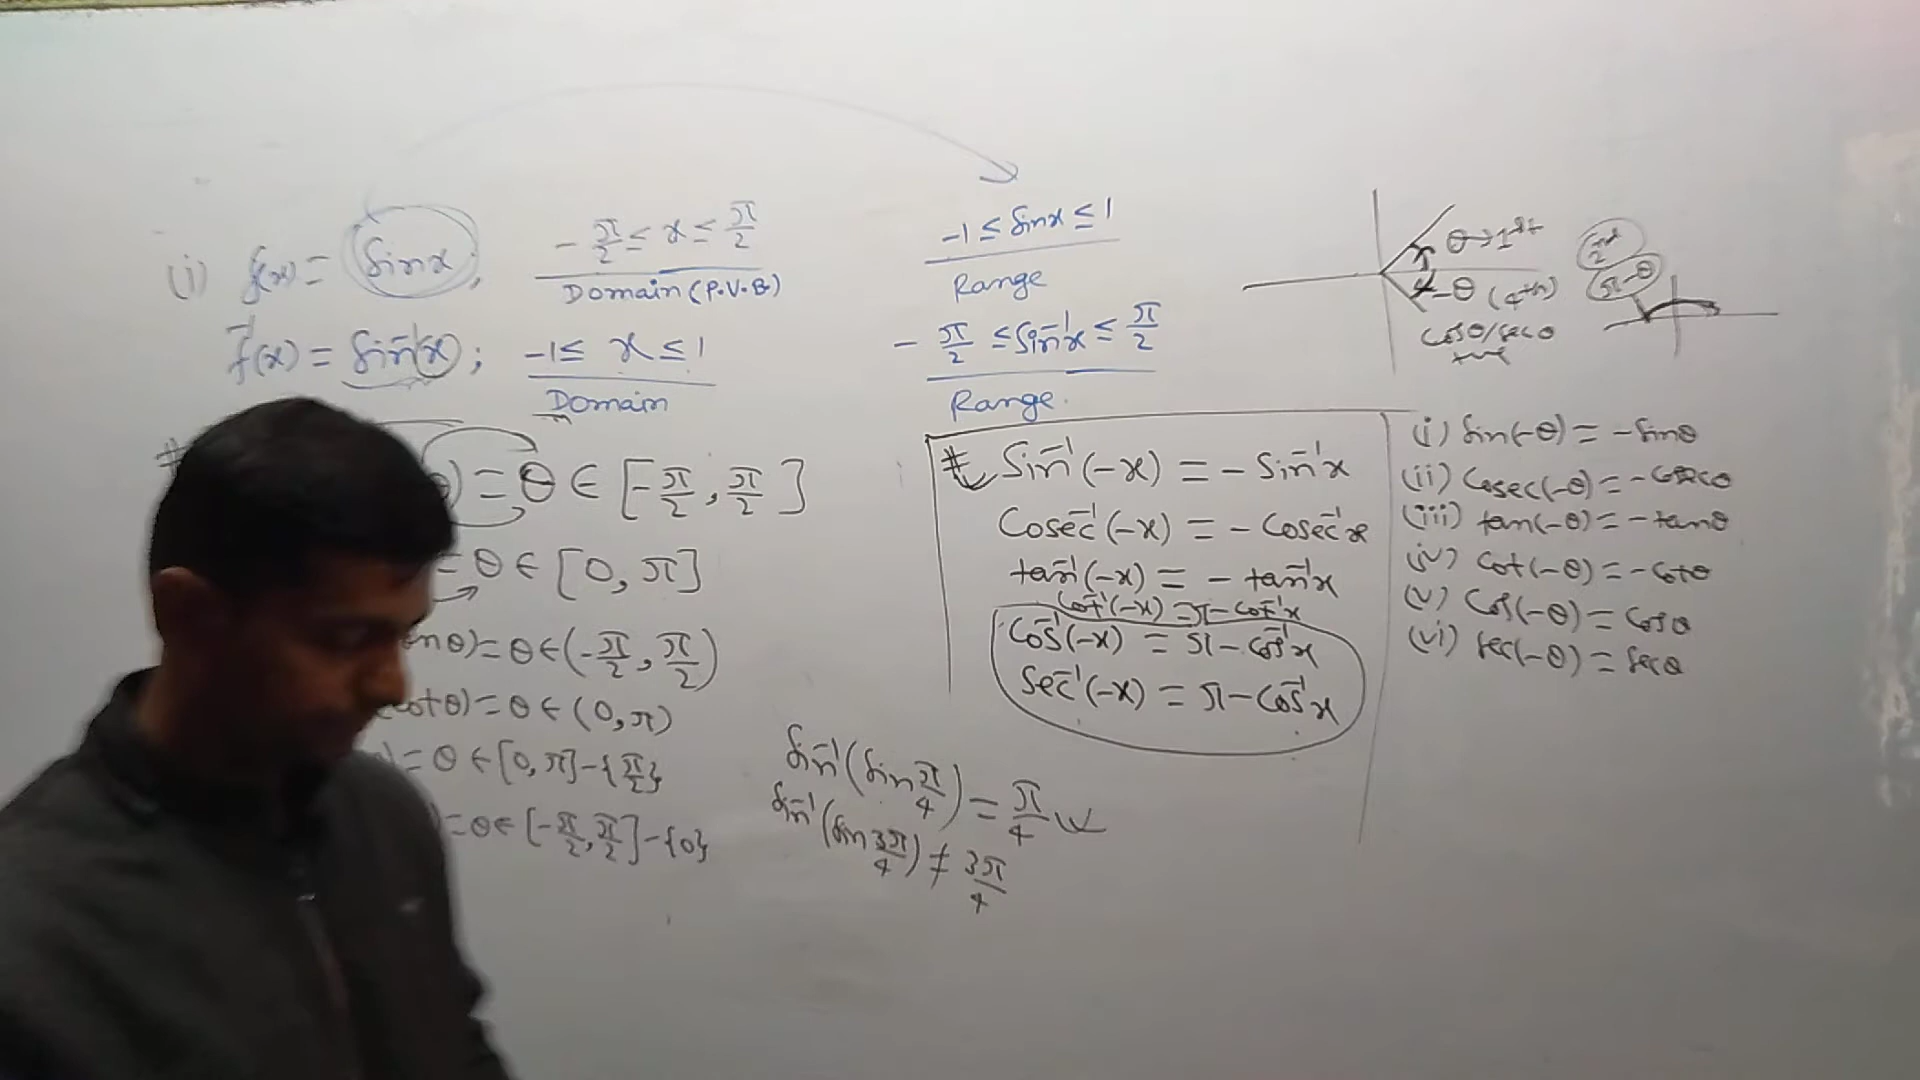 (i) f(x) = Sinx; -π/2 ≤ x ≤ π/2 -1 ≤ Sinx ≤ 1
Domain (P.V.B) Range
f⁻¹(x) = Sin⁻¹(x); -1 ≤ x ≤ 1 -π/2 ≤ Sin⁻¹x ≤ π/2
Domain Range
θ→1st
-θ (4th)
cosθ/secθ
+ve
2nd
π-θ
#
θ) = θ ∈ [-π/2, π/2]
= θ ∈ [0, π]
nθ) = θ ∈ (-π/2, π/2)
cotθ) = θ ∈ (0, π)
) = θ ∈ [0, π] - {π/2}
= θ ∈ [-π/2, π/2] - {0}
# Sin⁻¹(-x) = - Sin⁻¹x
Cosec⁻¹(-x) = - Cosec⁻¹x
tan⁻¹(-x) = - tan⁻¹x
Cot⁻¹(-x) = π - Cot⁻¹x
Cos⁻¹(-x) = π - Cos⁻¹x
Sec⁻¹(-x) = π - Cos⁻¹x
Sin⁻¹(Sin π/4) = π/4 ✓
Sin⁻¹(Sin 3π/4) ≠ 3π/4
(i) Sin(-θ) = -Sinθ
(ii) Cosec(-θ) = -Cosecθ
(iii) tan(-θ) = -tanθ
(iv) Cot(-θ) = -Cotθ
(v) Cos(-θ) = Cosθ
(vi) Sec(-θ) = Secθ